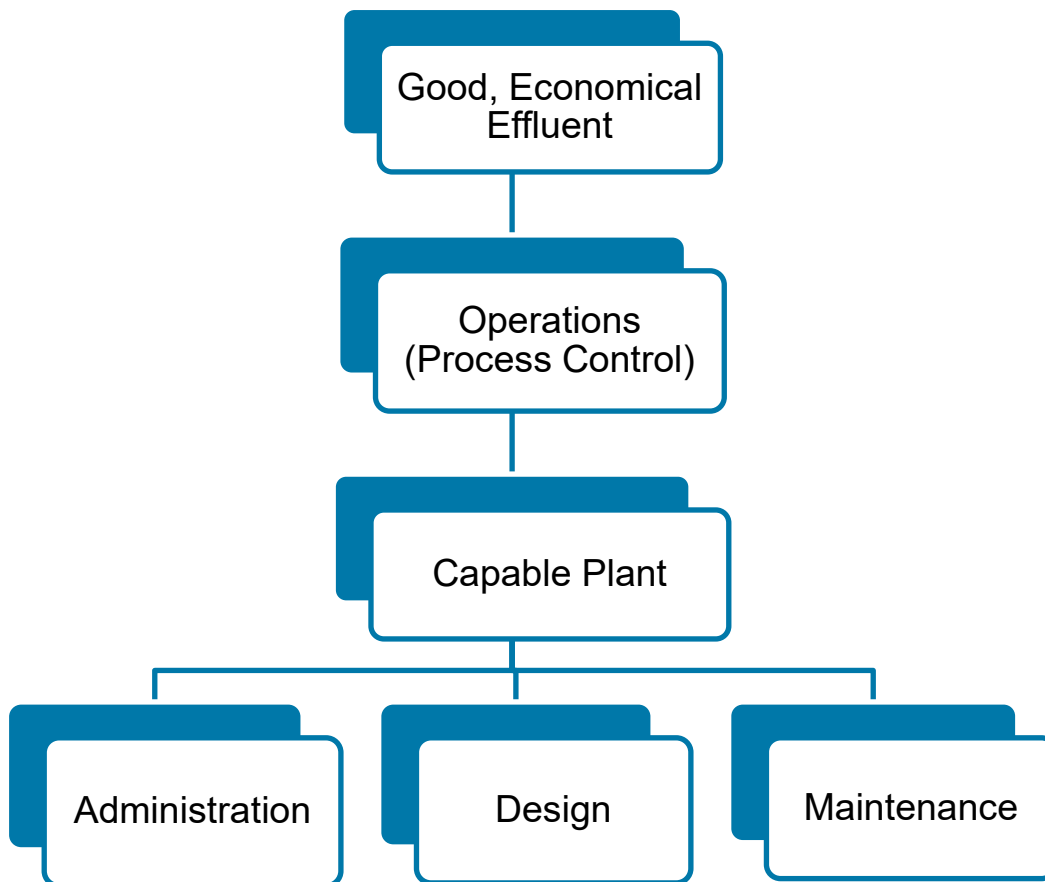 Good, Economical
Effluent
Operations
(Process Control)
Capable Plant
Administration
Design
Maintenance